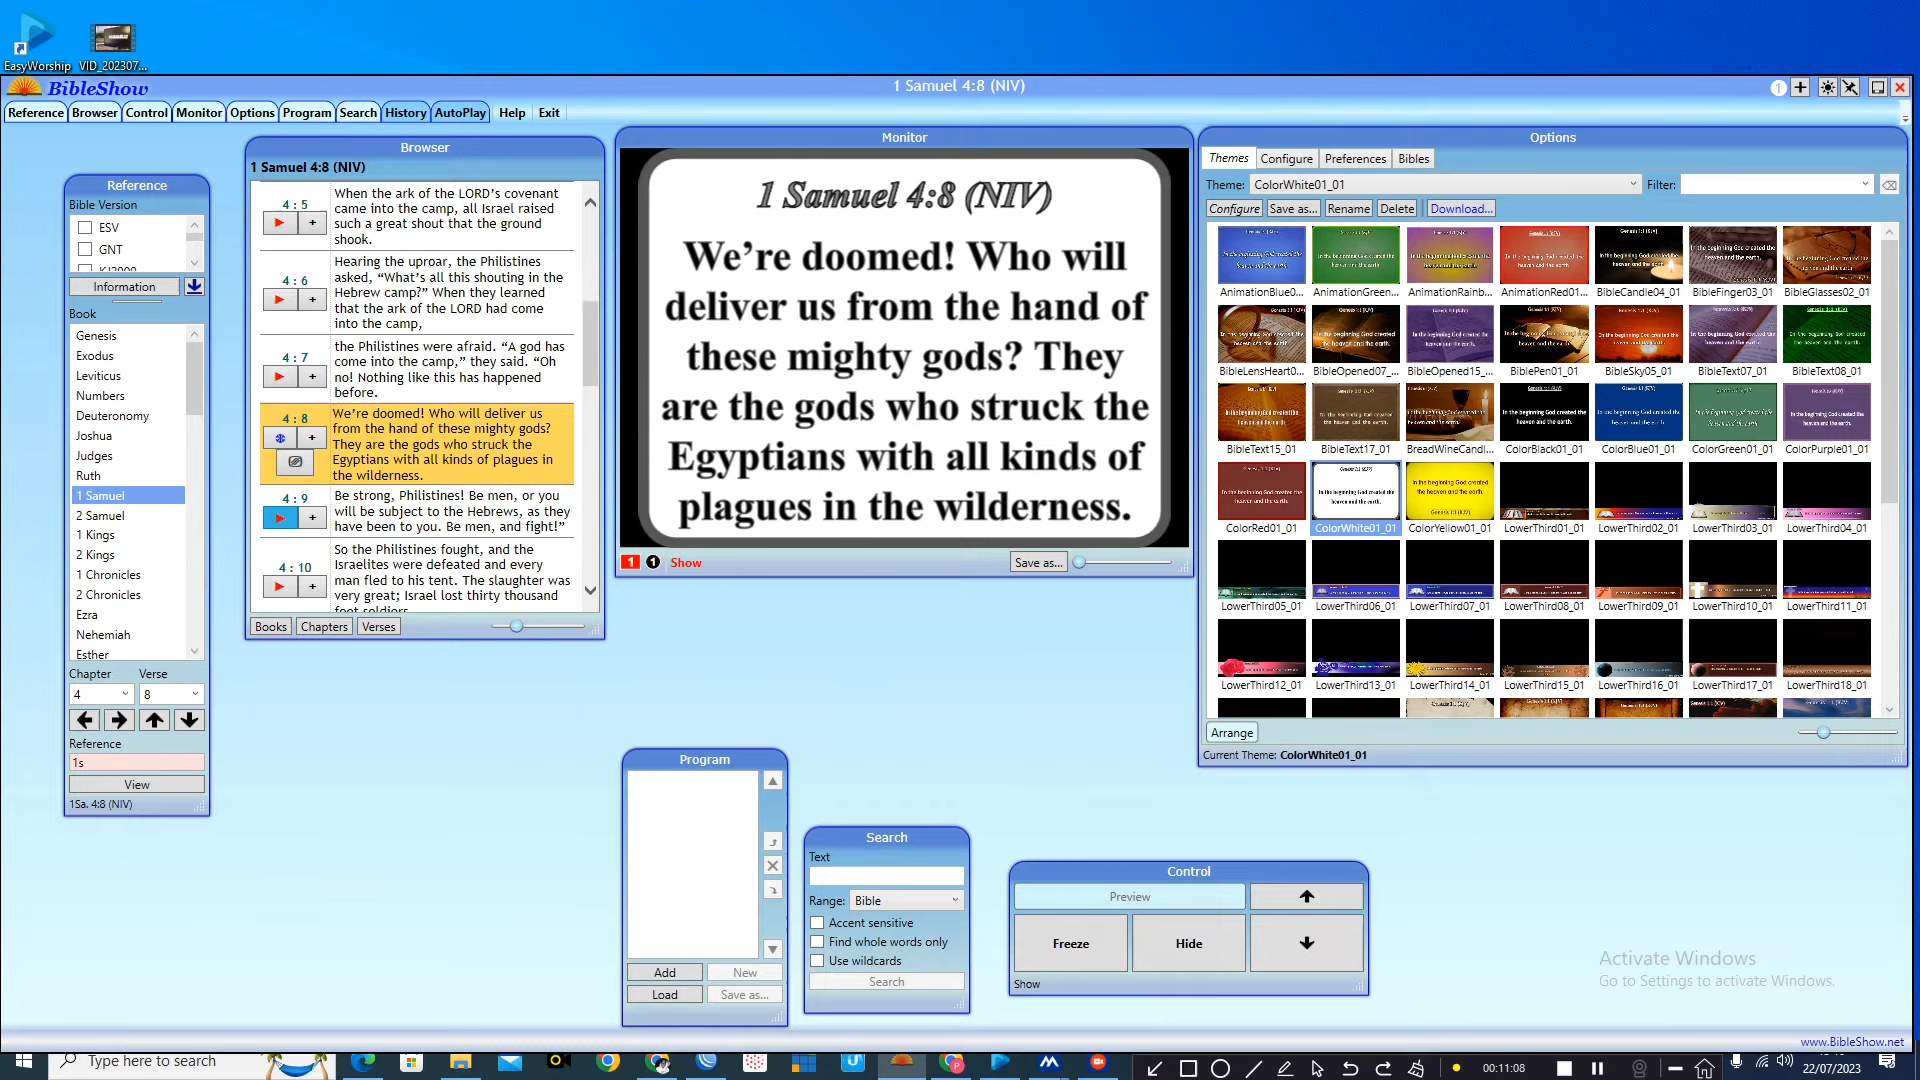 EasyWorship
VID_202307...
BibleShow
1 Samuel 4:8 (NIV)
Reference
Browser
Control
Monitor
Options
Program
Search
History
AutoPlay
Help
Exit
Reference
Bible Version
ESV
GNT
Information
Book
Genesis
Exodus
Leviticus
Numbers
Deuteronomy
Joshua
Judges
Ruth
1 Samuel
2 Samuel
1 Kings
2 Kings
1 Chronicles
2 Chronicles
Ezra
Nehemiah
Esther
Chapter
Verse
4
8
Reference
1s
View
1Sa. 4:8 (NIV)
Browser
1 Samuel 4:8 (NIV)
4 : 5
When the ark of the LORD’s covenant
came into the camp, all Israel raised
such a great shout that the ground
shook.
4 : 6
Hearing the uproar, the Philistines
asked, “What’s all this shouting in the
Hebrew camp?” When they learned
that the ark of the LORD had come
into the camp,
4 : 7
the Philistines were afraid. “A god has
come into the camp,” they said. “Oh
no! Nothing like this has happened
before.
4 : 8
We’re doomed! Who will deliver us
from the hand of these mighty gods?
They are the gods who struck the
Egyptians with all kinds of plagues in
the wilderness.
4 : 9
Be strong, Philistines! Be men, or you
will be subject to the Hebrews, as they
have been to you. Be men, and fight!”
4 : 10
So the Philistines fought, and the
Israelites were defeated and every
man fled to his tent. The slaughter was
very great; Israel lost thirty thousand
foot soldiers.
Books
Chapters
Verses
Monitor
1 Samuel 4:8 (NIV)
We’re doomed! Who will
deliver us from the hand of
these mighty gods? They
are the gods who struck the
Egyptians with all kinds of
plagues in the wilderness.
1
1
Show
Save as...
Options
Themes
Configure
Preferences
Bibles
Theme:
ColorWhite01_01
Filter:
Configure
Save as...
Rename
Delete
Download...
AnimationBlue0...
AnimationGreen...
AnimationRainb...
AnimationRed01...
BibleCandle04_01
BibleFinger03_01
BibleGlasses02_01
BibleLensHeart0...
BibleOpened07_...
BibleOpened15_...
BiblePen01_01
BibleSky05_01
BibleText07_01
BibleText08_01
BibleText15_01
BibleText17_01
BreadWineCandl...
ColorBlack01_01
ColorBlue01_01
ColorGreen01_01
ColorPurple01_01
ColorRed01_01
ColorWhite01_01
ColorYellow01_01
LowerThird01_01
LowerThird02_01
LowerThird03_01
LowerThird04_01
LowerThird05_01
LowerThird06_01
LowerThird07_01
LowerThird08_01
LowerThird09_01
LowerThird10_01
LowerThird11_01
LowerThird12_01
LowerThird13_01
LowerThird14_01
LowerThird15_01
LowerThird16_01
LowerThird17_01
LowerThird18_01
Arrange
Current Theme: ColorWhite01_01
Program
Add
New
Load
Save as...
Search
Text
Range:
Bible
Accent sensitive
Find whole words only
Use wildcards
Search
Control
Preview
Freeze
Hide
Show
Activate Windows
Go to Settings to activate Windows.
www.BibleShow.net
Type here to search
00:11:08
22/07/2023